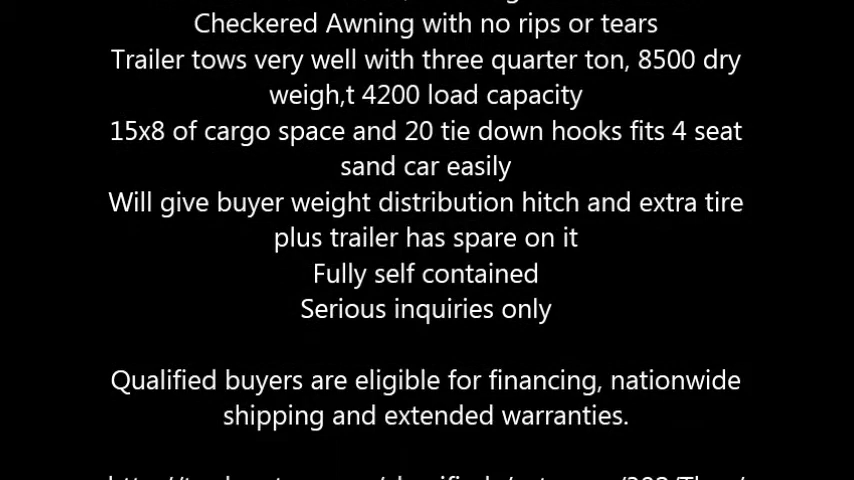 Checkered Awning with no rips or tears
Trailer tows very well with three quarter ton, 8500 dry
weigh,t 4200 load capacity
15x8 of cargo space and 20 tie down hooks fits 4 seat
sand car easily
Will give buyer weight distribution hitch and extra tire
plus trailer has spare on it
Fully self contained
Serious inquiries only
Qualified buyers are eligible for financing, nationwide
shipping and extended warranties.